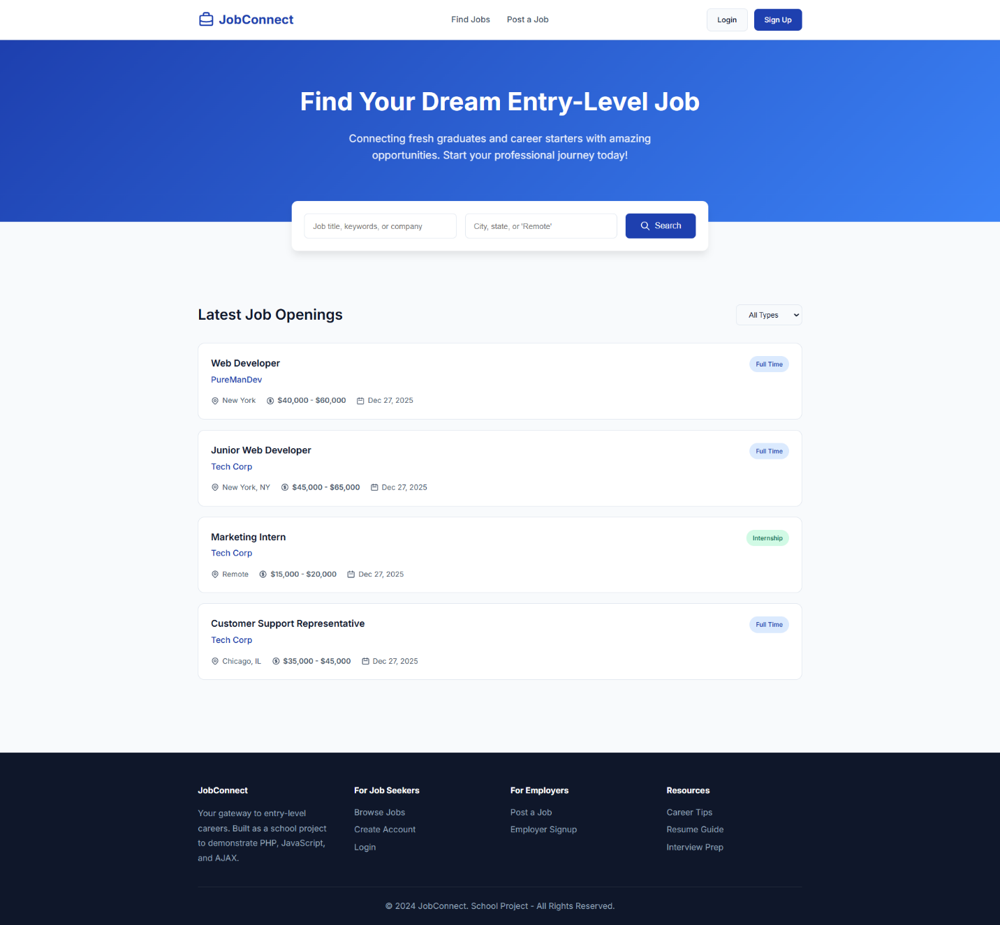 JobConnect
Find Jobs
Post a Job
Login
Sign Up
Find Your Dream Entry-Level Job
Connecting fresh graduates and career starters with amazing
opportunities. Start your professional journey today!
Job title, keywords, or company
City, state, or 'Remote'
Search
Latest Job Openings
All Types
Web Developer
Full Time
PureManDev
New York $40,000 - $60,000 Dec 27, 2025
Junior Web Developer
Full Time
Tech Corp
New York, NY $45,000 - $65,000 Dec 27, 2025
Marketing Intern
Internship
Tech Corp
Remote $15,000 - $20,000 Dec 27, 2025
Customer Support Representative
Full Time
Tech Corp
Chicago, IL $35,000 - $45,000 Dec 27, 2025
JobConnect
Your gateway to entry-level
careers. Built as a school project
to demonstrate PHP, JavaScript,
and AJAX.
For Job Seekers
Browse Jobs
Create Account
Login
For Employers
Post a Job
Employer Signup
Resources
Career Tips
Resume Guide
Interview Prep
© 2024 JobConnect. School Project - All Rights Reserved.